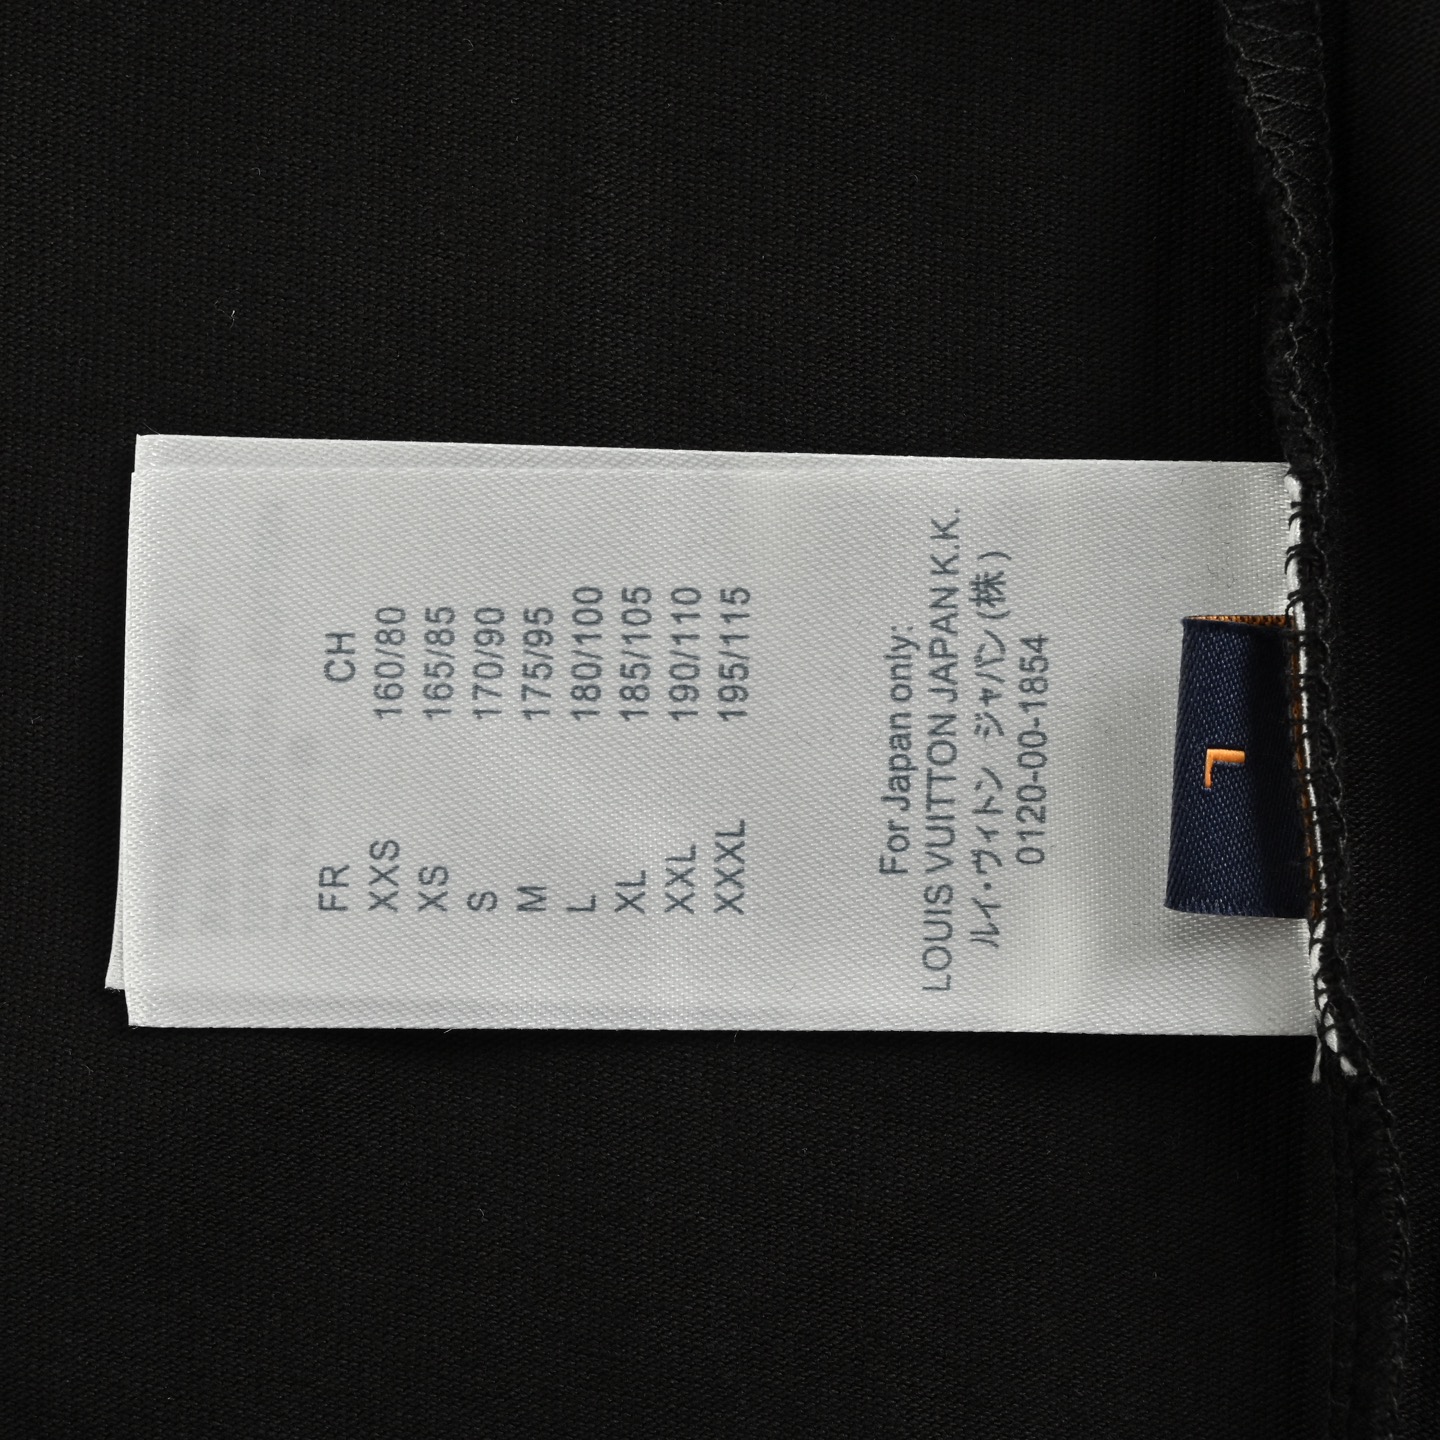 FR CH
XXS 160/80
XS 165/85
S 170/90
M 175/95
L 180/100
XL 185/105
XXL 190/110
XXXL 195/115
For Japan only:
LOUIS VUITTON JAPAN K.K.
ルイ・ヴィトン ジャパン(株)
0120-00-1854
L